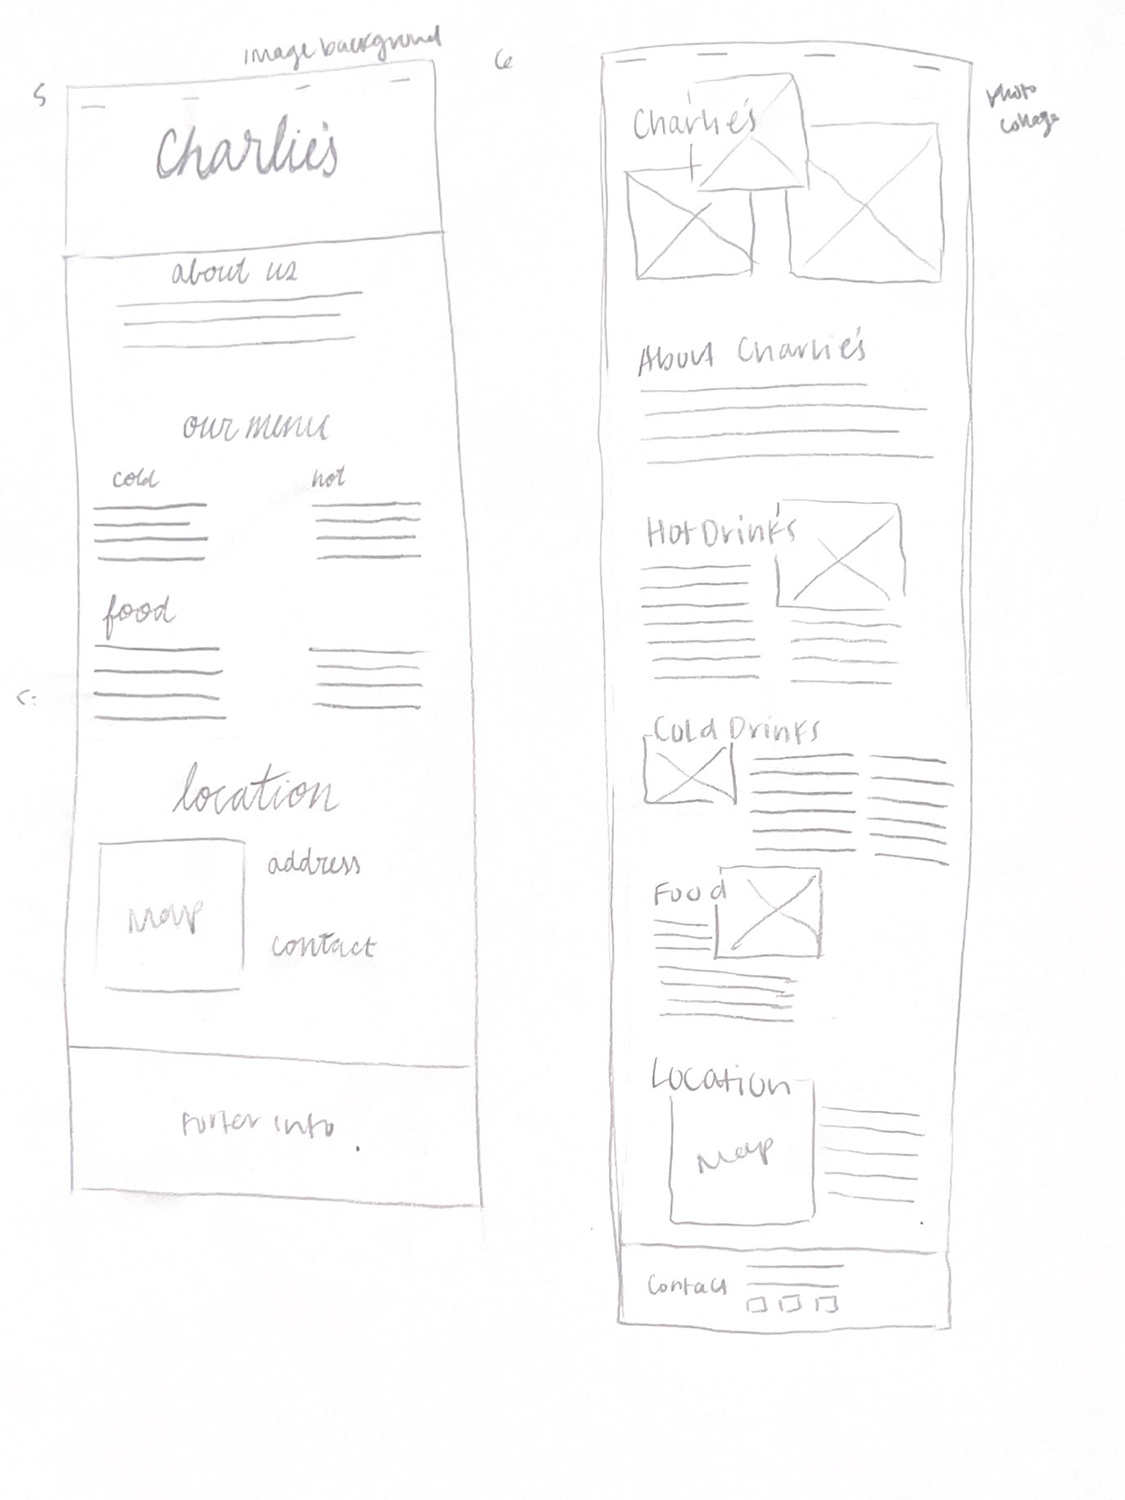 image background
5
Charlie's
about us
our menu
cold
hot
food
location
Map
address
contact
Footer info
6
photo
collage
Charlie's
About Charlie's
Hot Drinks
Cold Drinks
Food
Location
Map
Contact